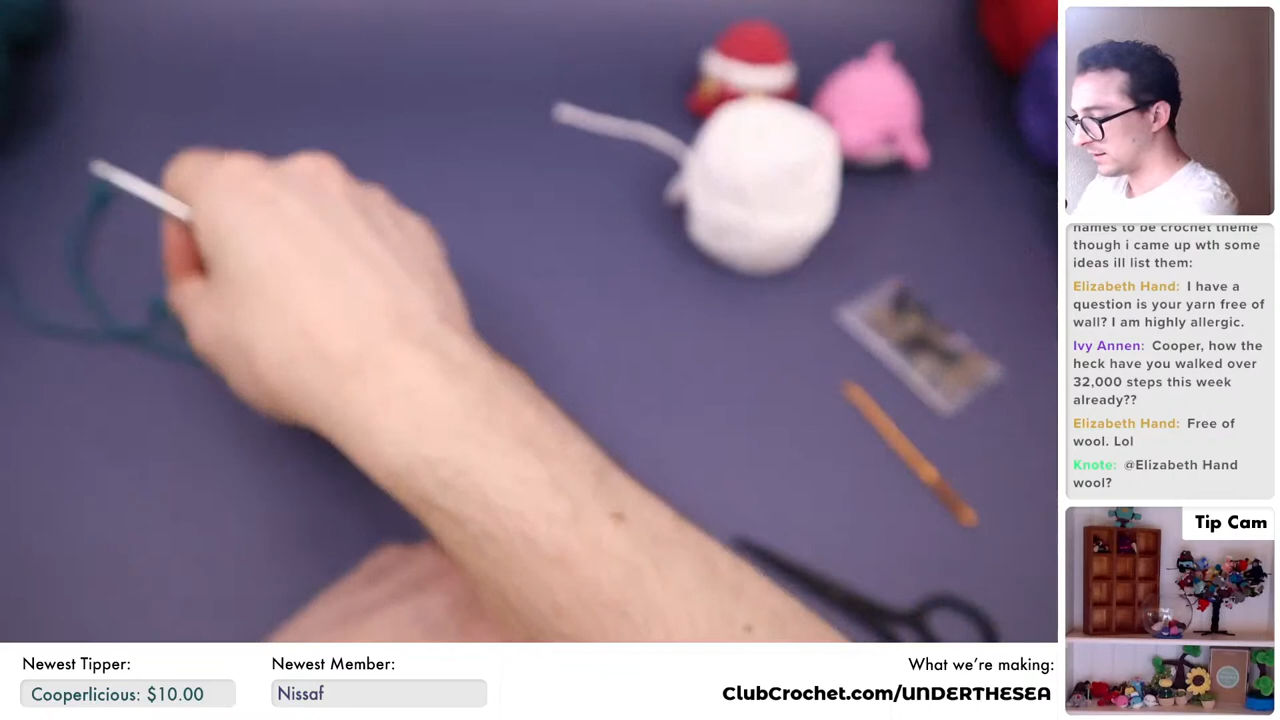 names to be crochet theme
though i came up wth some
ideas ill list them:
Elizabeth Hand: I have a
question is your yarn free of
wall? I am highly allergic.
Ivy Annen: Cooper, how the
heck have you walked over
32,000 steps this week
already??
Elizabeth Hand: Free of
wool. Lol
Knote: @Elizabeth Hand
wool?
Tip Cam
Newest Tipper:
Cooperlicious: $10.00
Newest Member:
Nissaf
What we're making:
ClubCrochet.com/UNDERTHESEA